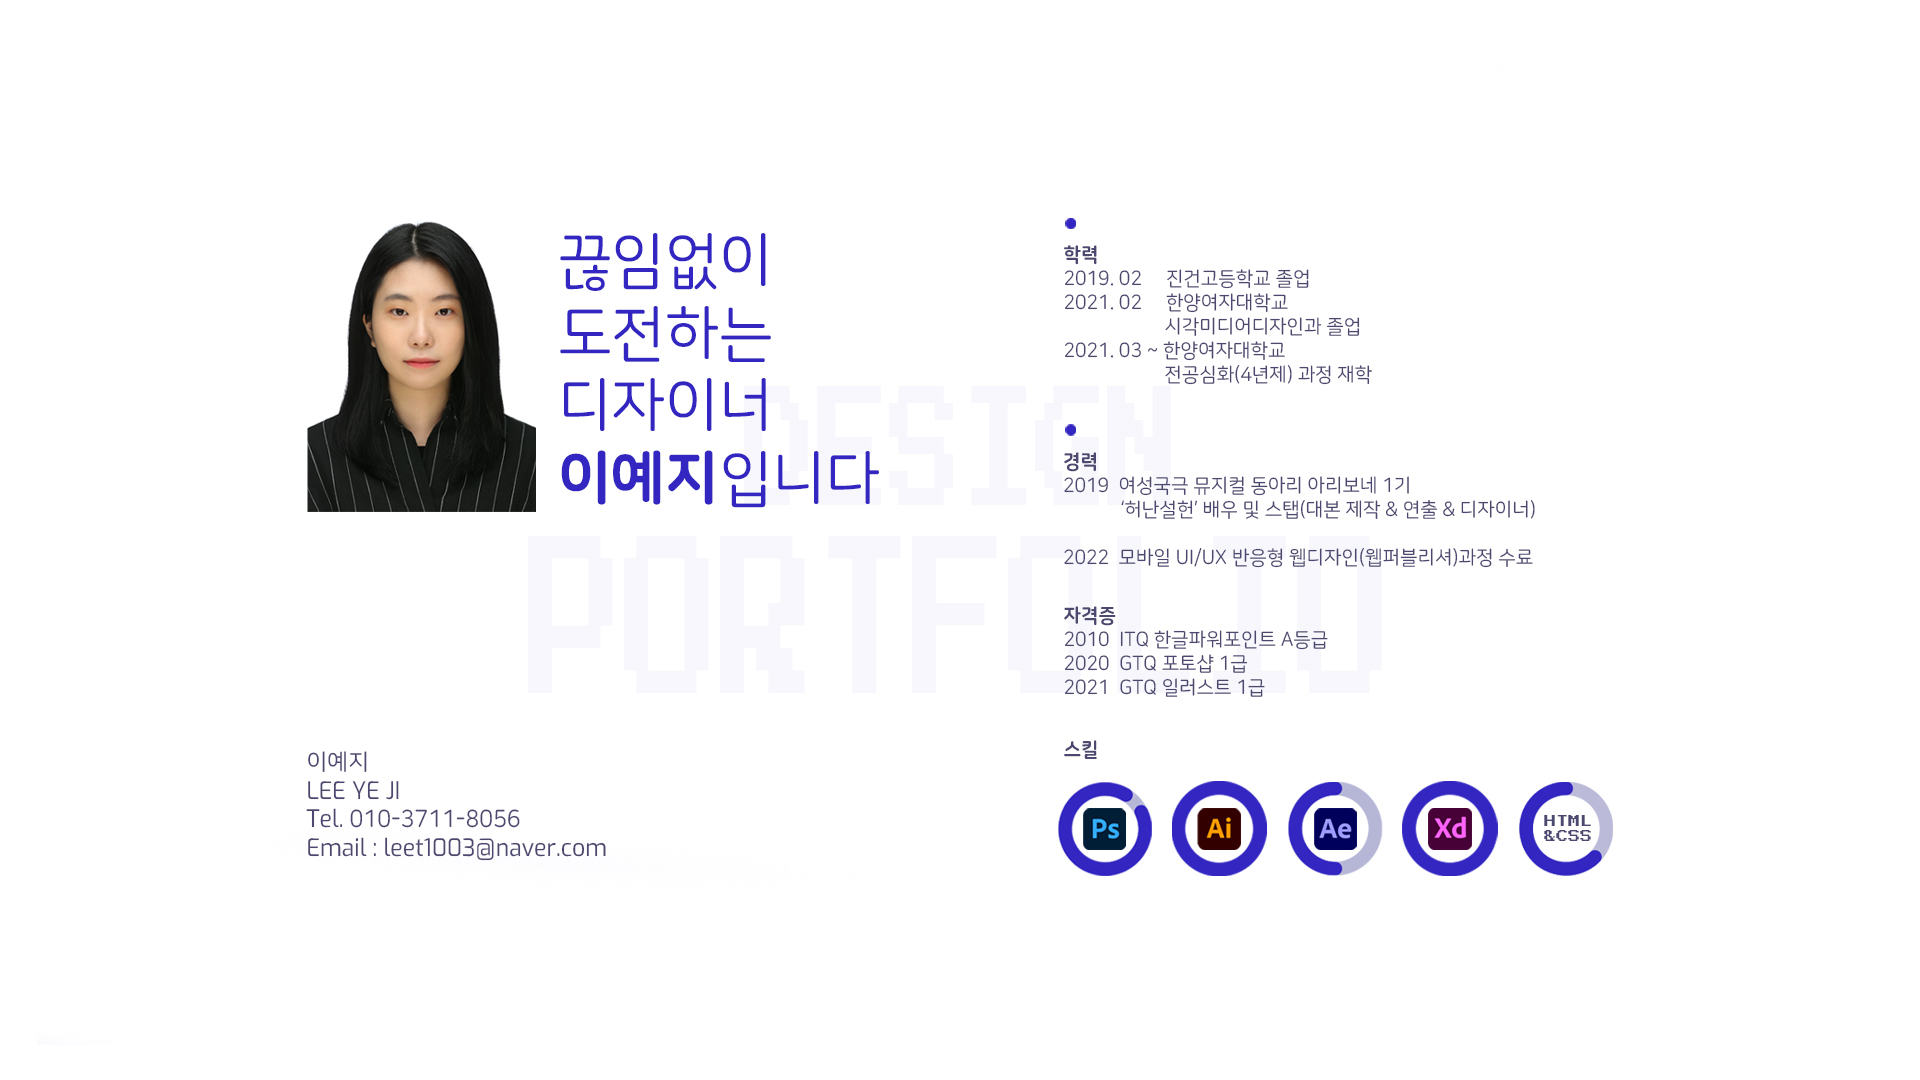 끊임없이
도전하는
디자이너
이예지입니다
DESIGN
PORTFOLIO
이예지
LEE YE JI
Tel. 010-3711-8056
Email : leet1003@naver.com
학력
2019. 02 진건고등학교 졸업
2021. 02 한양여자대학교
시각미디어디자인과 졸업
2021. 03 ~ 한양여자대학교
전공심화(4년제) 과정 재학
경력
2019 여성국극 뮤지컬 동아리 아리보네 1기
‘허난설헌’ 배우 및 스탭(대본 제작 & 연출 & 디자이너)
2022 모바일 UI/UX 반응형 웹디자인(웹퍼블리셔)과정 수료
자격증
2010 ITQ 한글파워포인트 A등급
2020 GTQ 포토샵 1급
2021 GTQ 일러스트 1급
스킬
Ps
Ai
Ae
Xd
HTML
&CSS